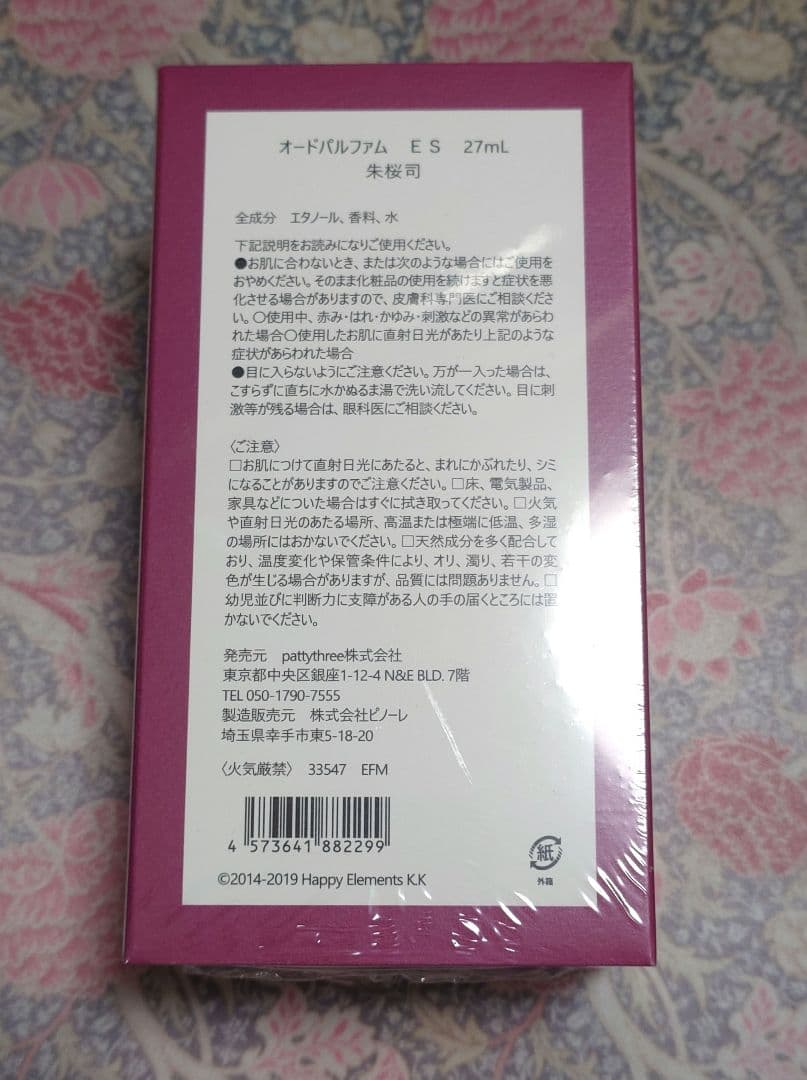 オードパルファム　ＥＳ　27mL
朱桜司
全成分　エタノール、香料、水
下記説明をお読みになりご使用ください。
●お肌に合わないとき、または次のような場合にはご使用を
おやめください。そのまま化粧品の使用を続けますと症状を悪
化させる場合がありますので、皮膚科専門医にご相談くださ
い。〇使用中、赤み・はれ・かゆみ・刺激などの異常があらわ
れた場合〇使用したお肌に直射日光があたり上記のような
症状があらわれた場合
●目に入らないようにご注意ください。万が一入った場合は、
こすらずに直ちに水かぬるま湯で洗い流してください。目に刺
激等が残る場合は、眼科医にご相談ください。
〈ご注意〉
□お肌につけて直射日光にあたると、まれにかぶれたり、シミ
になることがありますのでご注意ください。□床、電気製品、
家具などについた場合はすぐに拭き取ってください。□火気
や直射日光のあたる場所、高温または極端に低温、多湿
の場所にはおかないでください。□天然成分を多く配合して
おり、温度変化や保管条件により、オリ、濁り、若干の変
色が生じる場合がありますが、品質には問題ありません。□
幼児並びに判断力に支障がある人の手の届くところには置
かないでください。
発売元　pattythree株式会社
東京都中央区銀座1-12-4 N&E BLD. 7階
TEL 050-1790-7555
製造販売元　株式会社ピノーレ
埼玉県幸手市東5-18-20
〈火気厳禁〉　33547　EFM
4 573641 882299
紙
外箱
©2014-2019 Happy Elements K.K